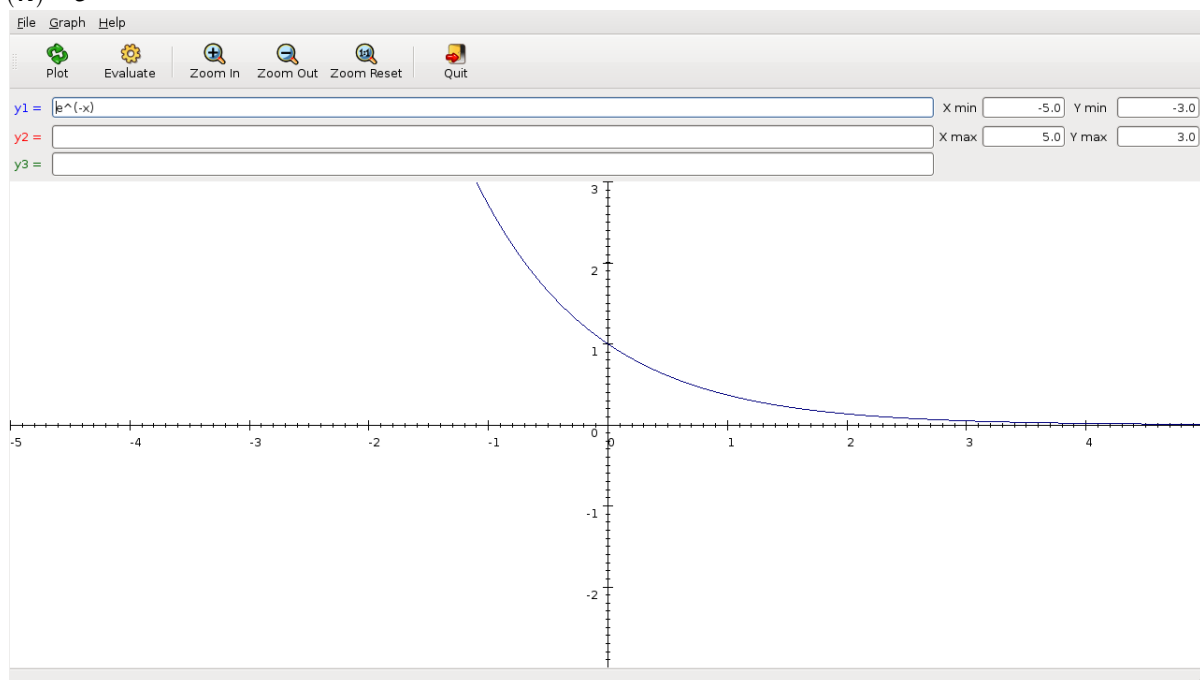 File Graph Help
Plot Evaluate Zoom In Zoom Out Zoom Reset Quit
y1 = e^(-x) X min -5.0 Y min -3.0
y2 = X max 5.0 Y max 3.0
y3 =
3
2
1
0
-5 -4 -3 -2 -1 0 1 2 3 4
-1
-2